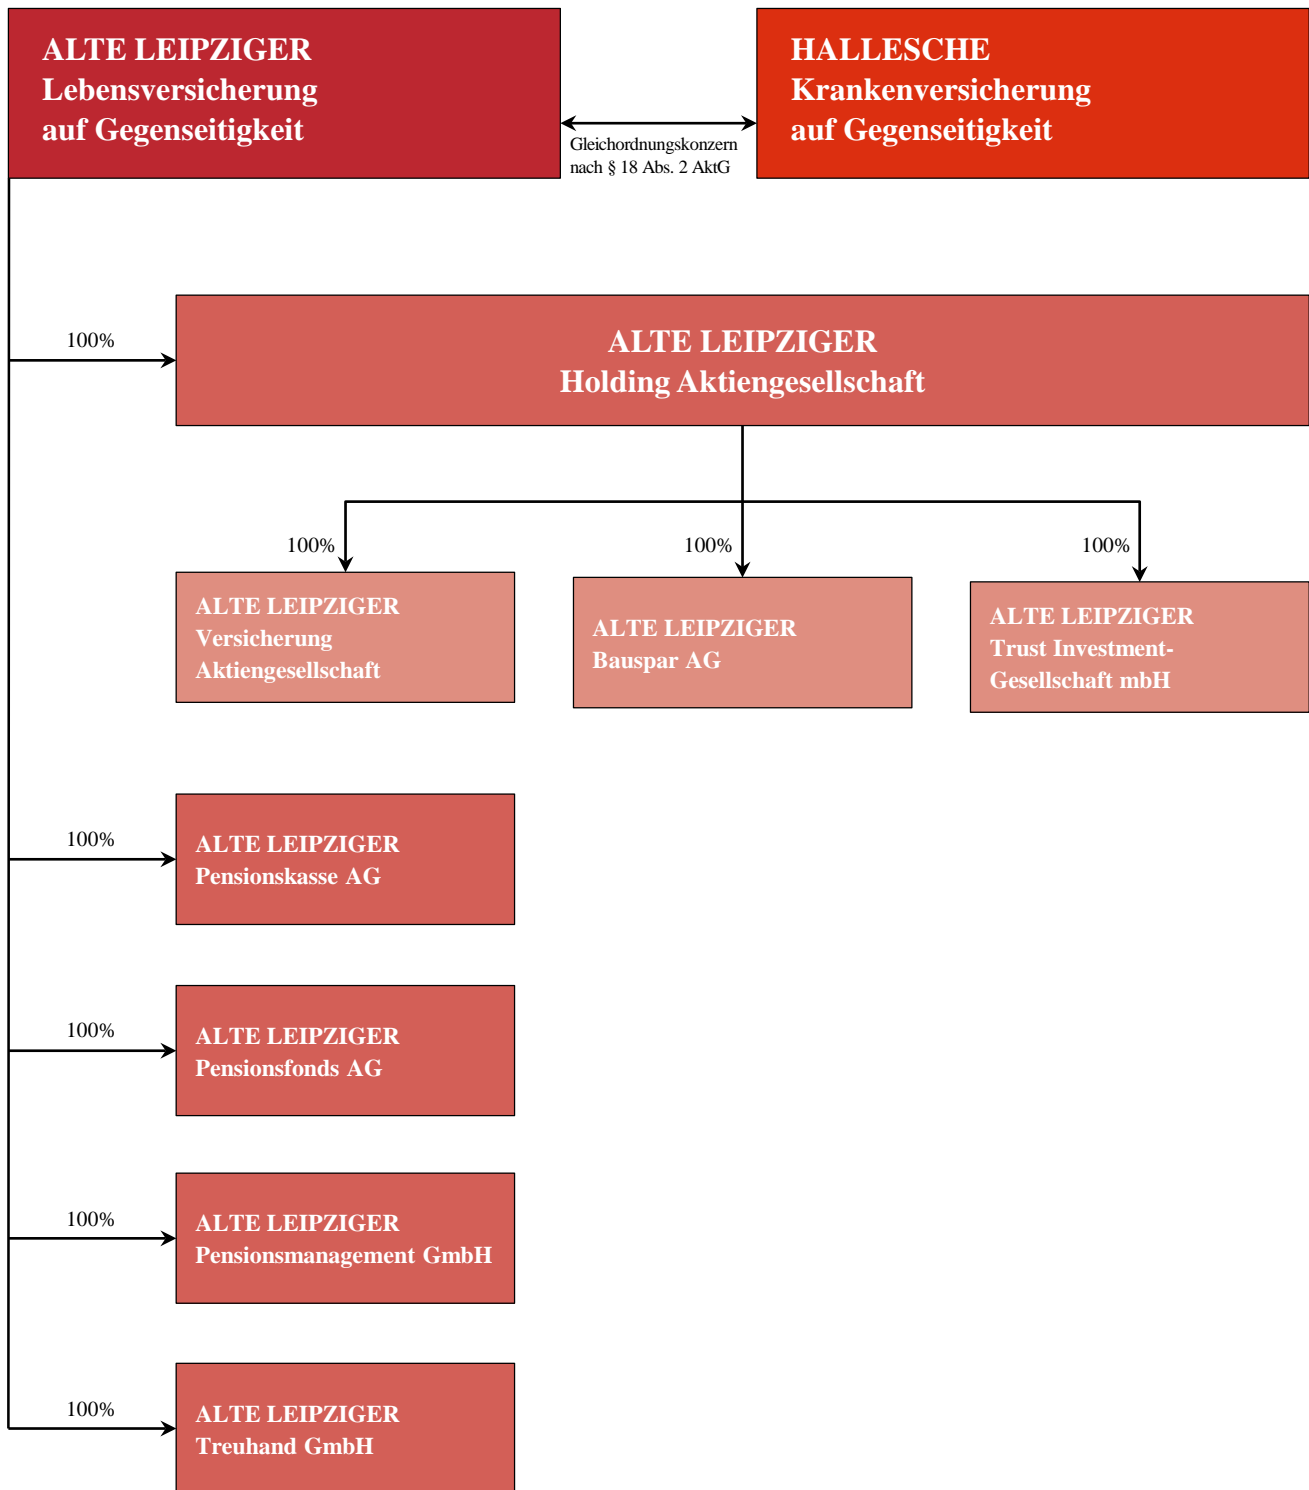 ALTE LEIPZIGER
Lebensversicherung
auf Gegenseitigkeit
Gleichordnungskonzern
nach § 18 Abs. 2 AktG
HALLESCHE
Krankenversicherung
auf Gegenseitigkeit
100%
ALTE LEIPZIGER
Holding Aktiengesellschaft
100%
ALTE LEIPZIGER
Versicherung
Aktiengesellschaft
100%
ALTE LEIPZIGER
Bauspar AG
100%
ALTE LEIPZIGER
Trust Investment-
Gesellschaft mbH
100%
ALTE LEIPZIGER
Pensionskasse AG
100%
ALTE LEIPZIGER
Pensionsfonds AG
100%
ALTE LEIPZIGER
Pensionsmanagement GmbH
100%
ALTE LEIPZIGER
Treuhand GmbH